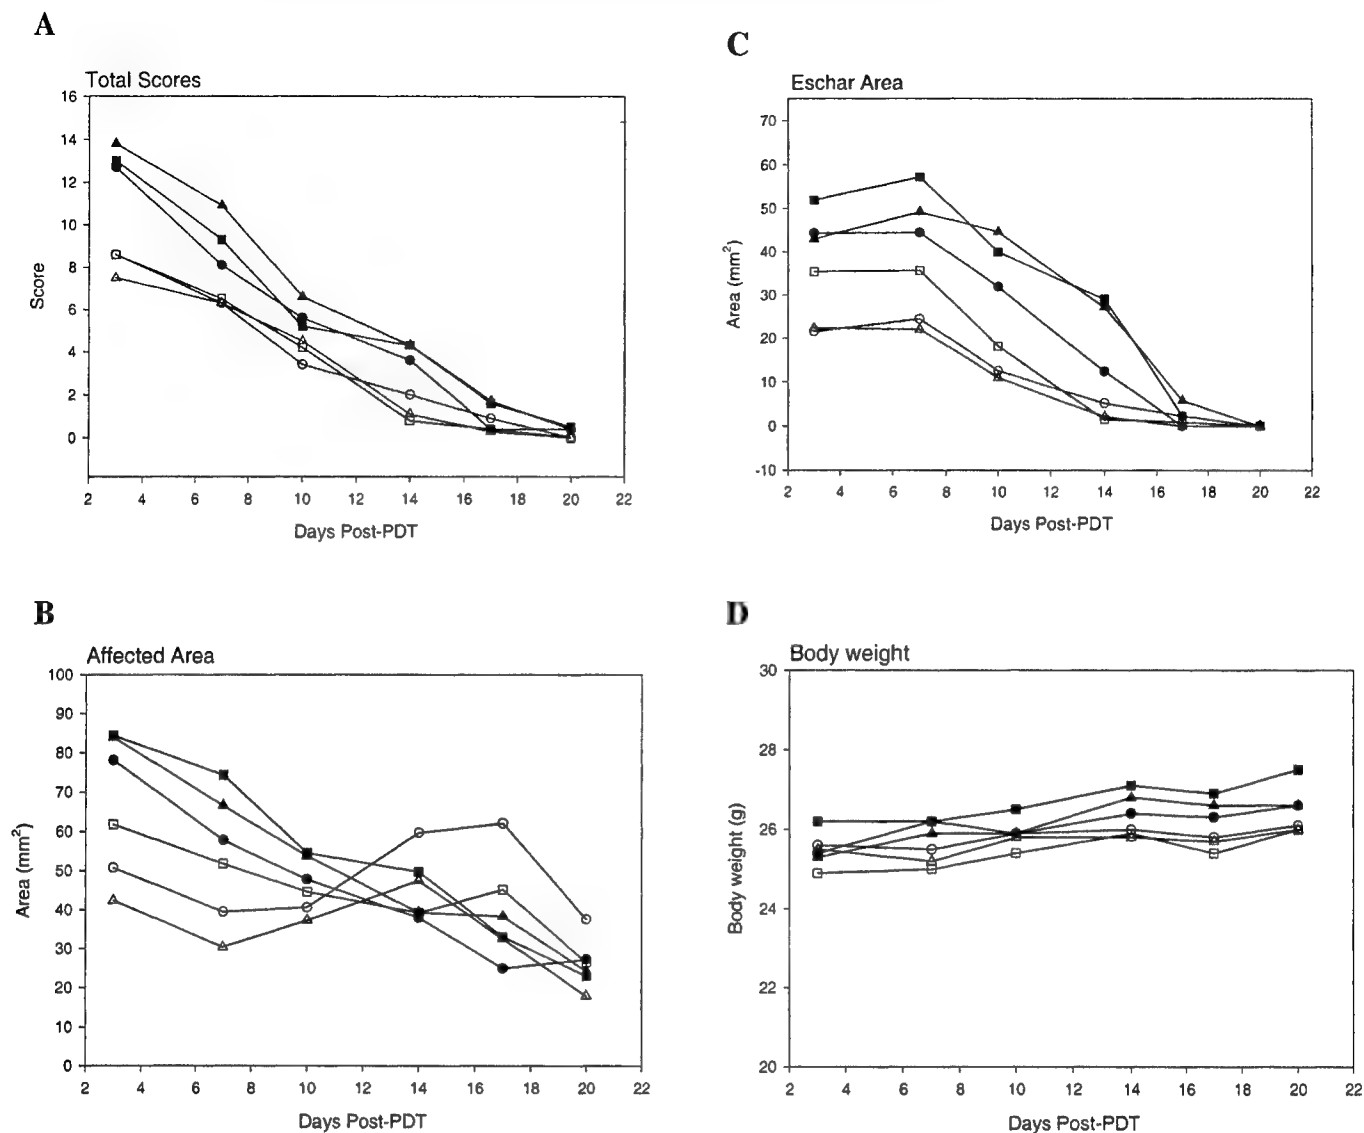 A
Total Scores
16
14
12
10
8
6
4
2
0
Score
2 4 6 8 10 12 14 16 18 20 22
Days Post-PDT
B
Affected Area
100
90
80
70
60
50
40
30
20
10
0
Area (mm²)
2 4 6 8 10 12 14 16 18 20 22
Days Post-PDT
C
Eschar Area
70
60
50
40
30
20
10
0
-10
Area (mm²)
2 4 6 8 10 12 14 16 18 20 22
Days Post-PDT
D
Body weight
30
28
26
24
22
20
Body weight (g)
2 4 6 8 10 12 14 16 18 20 22
Days Post-PDT